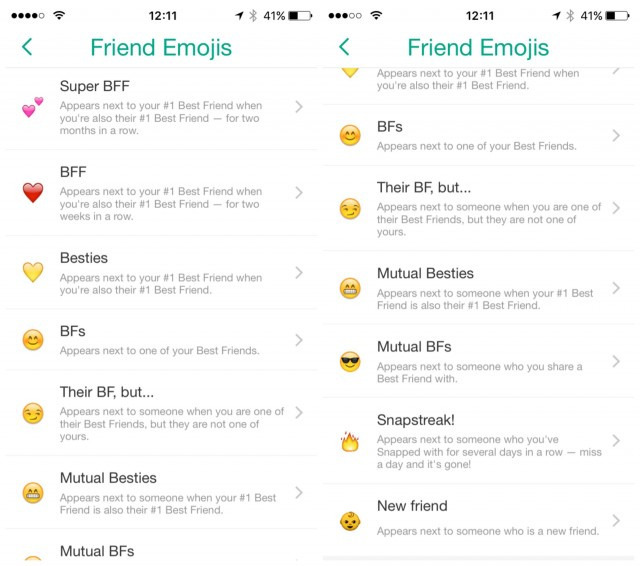 12:11
41%
Friend Emojis
Super BFF
Appears next to your #1 Best Friend when
you're also their #1 Best Friend — for two
months in a row.
BFF
Appears next to your #1 Best Friend when
you're also their #1 Best Friend — for two
weeks in a row.
Besties
Appears next to your #1 Best Friend when
you're also their #1 Best Friend.
BFs
Appears next to one of your Best Friends.
Their BF, but...
Appears next to someone when you are one of
their Best Friends, but they are not one of
yours.
Mutual Besties
Appears next to someone when your #1 Best
Friend is also their #1 Best Friend.
Mutual BFs
12:11
41%
Friend Emojis
Appears next to your #1 Best Friend when
you're also their #1 Best Friend.
BFs
Appears next to one of your Best Friends.
Their BF, but...
Appears next to someone when you are one of
their Best Friends, but they are not one of
yours.
Mutual Besties
Appears next to someone when your #1 Best
Friend is also their #1 Best Friend.
Mutual BFs
Appears next to someone who you share a
Best Friend with.
Snapstreak!
Appears next to someone who you've
Snapped with for several days in a row — miss
a day and it's gone!
New friend
Appears next to someone who is a new friend.